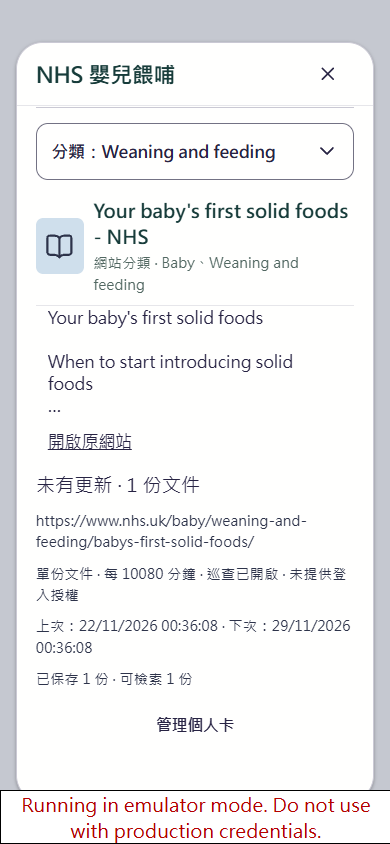 NHS 嬰兒餵哺
分類：Weaning and feeding
Your baby's first solid foods
- NHS
網站分類 · Baby、Weaning and
feeding
Your baby's first solid foods
When to start introducing solid
foods
...
開啟原網站
未有更新 · 1 份文件
https://www.nhs.uk/baby/weaning-and-
feeding/babys-first-solid-foods/
單份文件 · 每 10080 分鐘 · 巡查已開啟 · 未提供登
入授權
上次：22/11/2026 00:36:08 · 下次：29/11/2026
00:36:08
已保存 1 份 · 可檢索 1 份
管理個人卡
Running in emulator mode. Do not use
with production credentials.